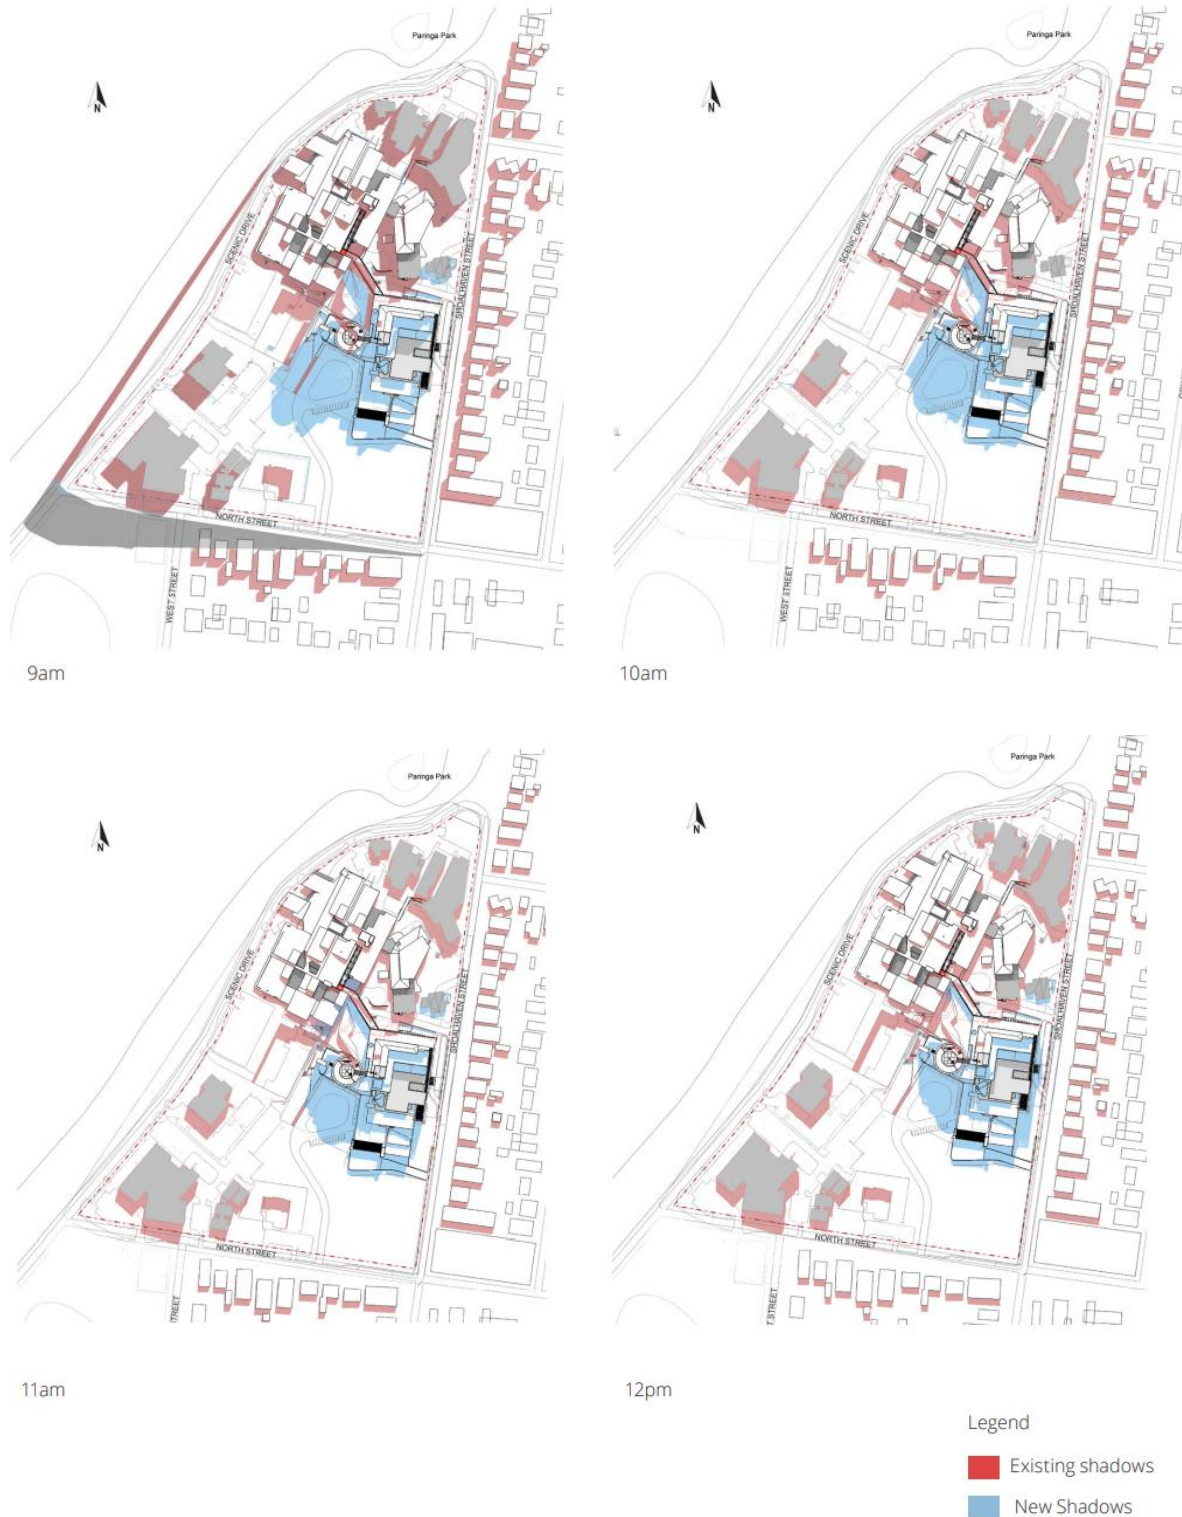 Paringa Park
N
SCENIC DRIVE
SHOALHAVEN STREET
NORTH STREET
WEST STREET
9am
Paringa Park
N
SCENIC DRIVE
SHOALHAVEN STREET
NORTH STREET
WEST STREET
10am
Paringa Park
N
SCENIC DRIVE
SHOALHAVEN STREET
NORTH STREET
TREET
11am
Paringa Park
N
SCENIC DRIVE
SHOALHAVEN STREET
NORTH STREET
T STREET
12pm
Legend
Existing shadows
New Shadows